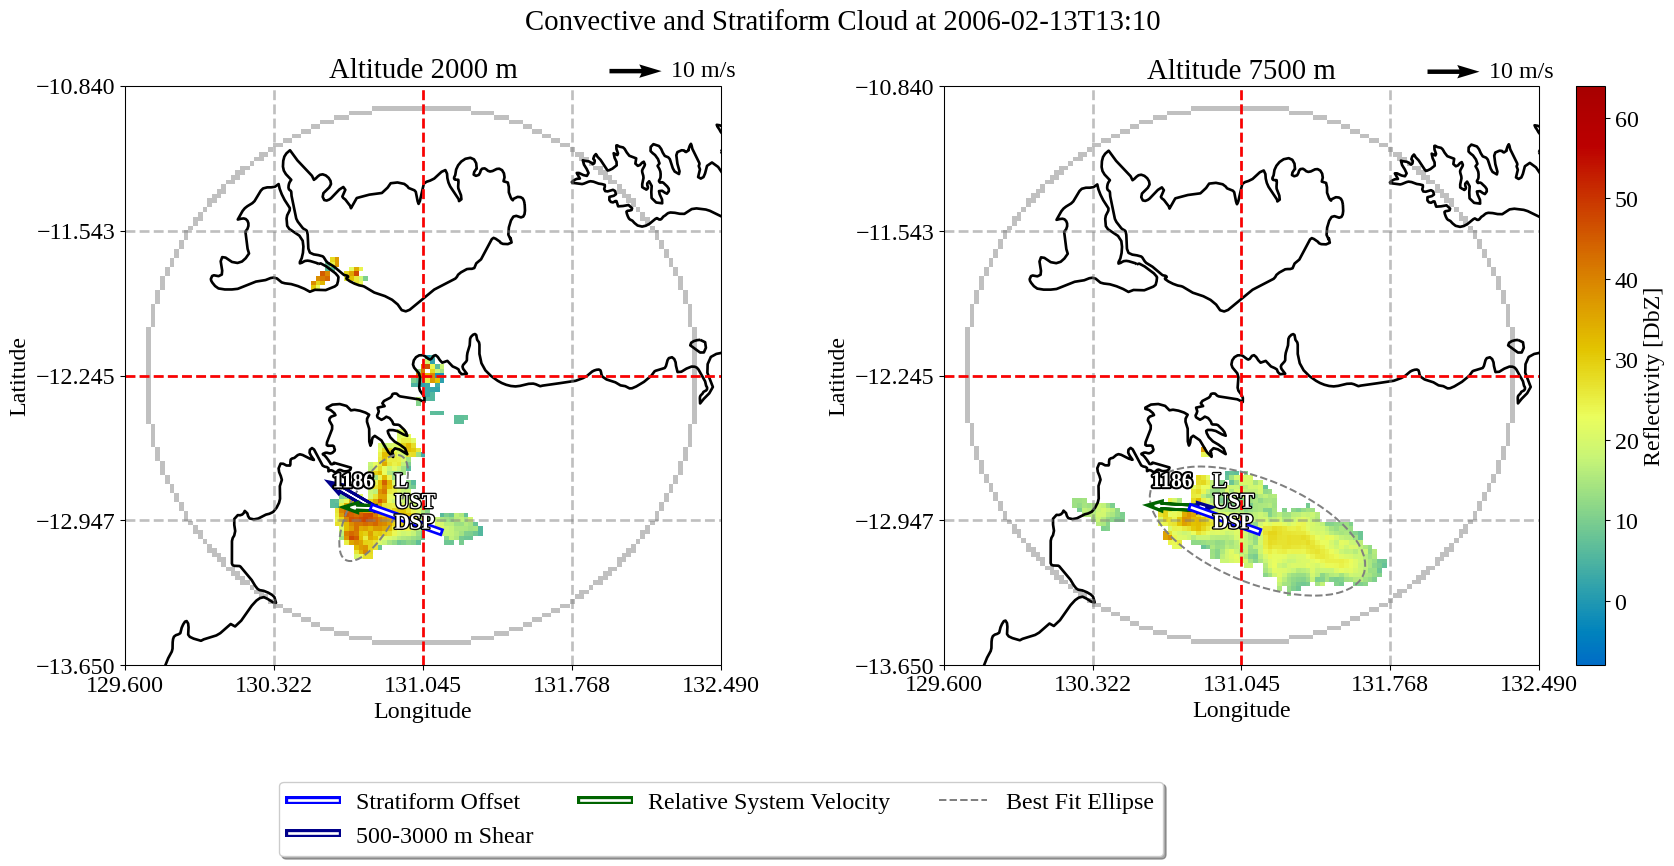 Convective and Stratiform Cloud at 2006-02-13T13:10
Altitude 2000 m
10 m/s
−10.840
−11.543
−12.245
−12.947
−13.650
Latitude
1186
L
UST
DSP
129.600
130.322
131.045
131.768
132.490
Longitude
Altitude 7500 m
10 m/s
−10.840
−11.543
−12.245
−12.947
−13.650
Latitude
1186
L
UST
DSP
129.600
130.322
131.045
131.768
132.490
Longitude
60
50
40
30
20
10
0
Reflectivity [DbZ]
Stratiform Offset
Relative System Velocity
Best Fit Ellipse
500-3000 m Shear